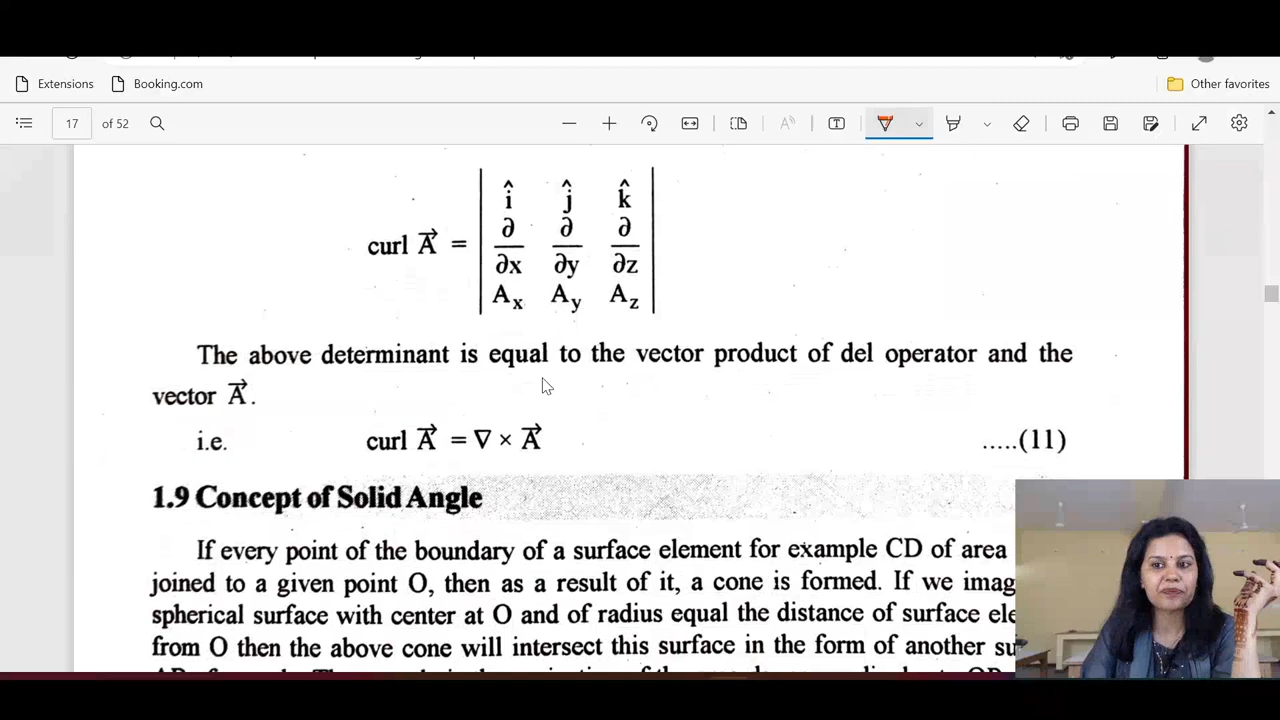 Extensions Booking.com Other favorites
17 of 52
î ĵ k̂
curl A⃗ = ∂/∂x ∂/∂y ∂/∂z
Aₓ Aᵧ A_z
The above determinant is equal to the vector product of del operator and the
vector A⃗.
i.e. curl A⃗ = ∇ × A⃗ .....(11)
1.9 Concept of Solid Angle
If every point of the boundary of a surface element for example CD of area
joined to a given point O, then as a result of it, a cone is formed. If we imag
spherical surface with center at O and of radius equal the distance of surface ele
from O then the above cone will intersect this surface in the form of another su